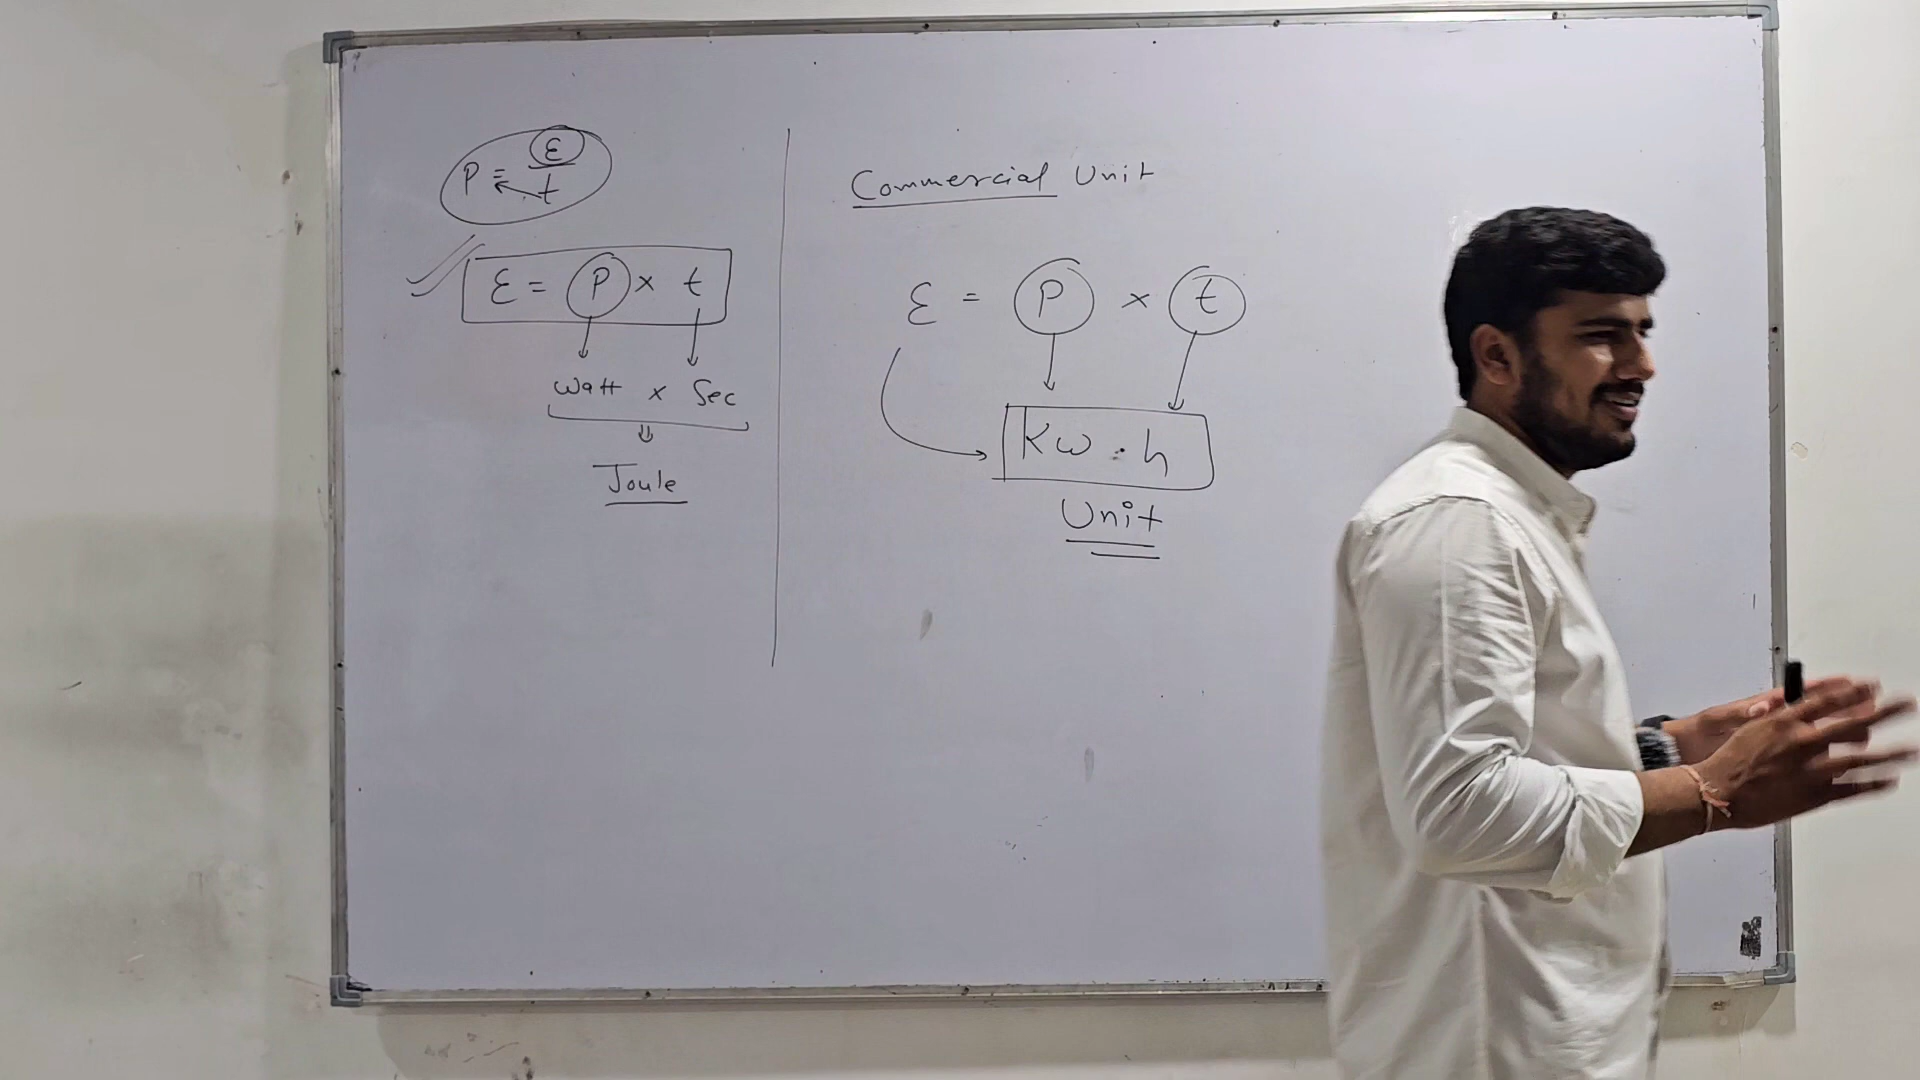 P = ε/t
ε = P × t
Watt × Sec
⇓
Joule
Commercial Unit
ε = P × t
Kw . h
Unit